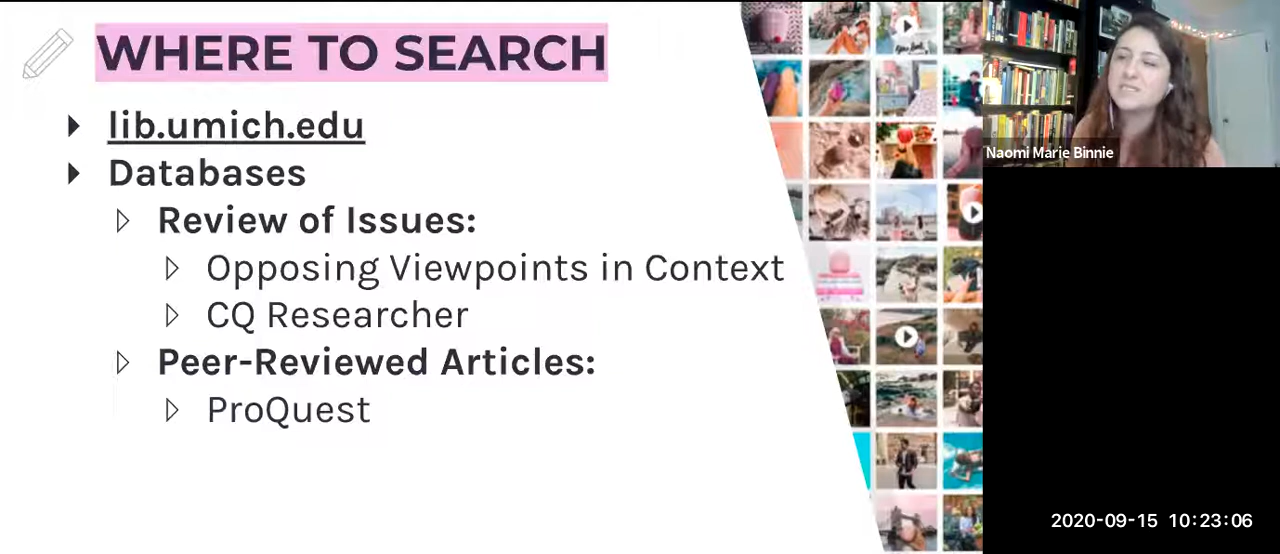 WHERE TO SEARCH
lib.umich.edu
Databases
Review of Issues:
Opposing Viewpoints in Context
CQ Researcher
Peer-Reviewed Articles:
ProQuest
Naomi Marie Binnie
2020-09-15 10:23:06